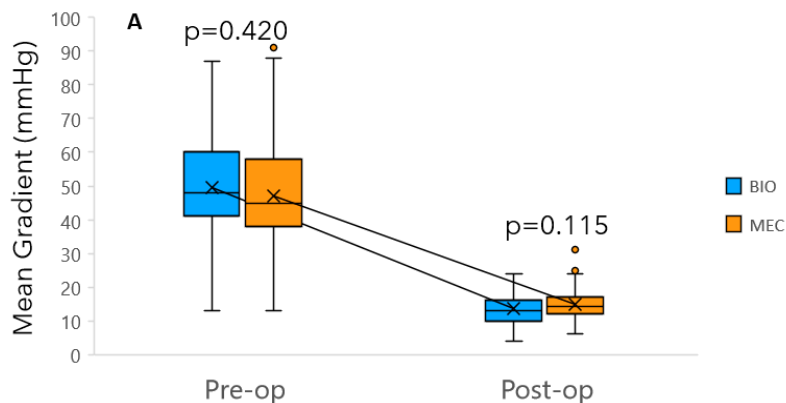 A
p=0.420
p=0.115
Mean Gradient (mmHg)
100
90
80
70
60
50
40
30
20
10
0
Pre-op
Post-op
BIO
MEC